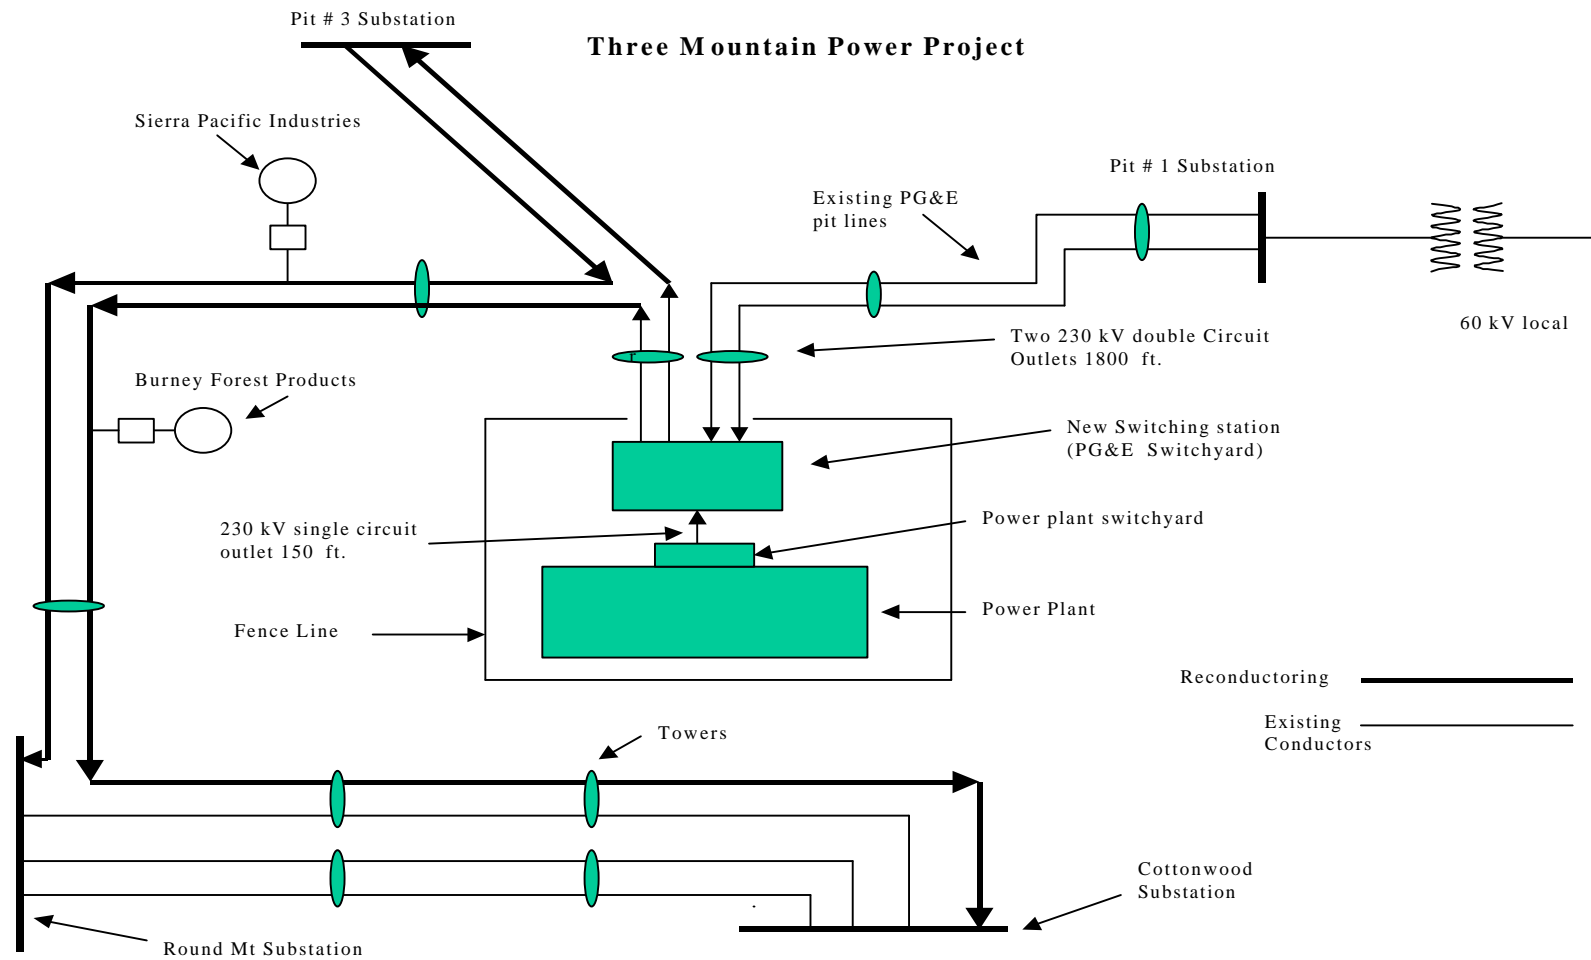 Pit # 3 Substation
Three Mountain Power Project
Sierra Pacific Industries
Pit # 1 Substation
Existing PG&E
pit lines
60 kV local
Two 230 kV double Circuit
Outlets 1800 ft.
r
Burney Forest Products
New Switching station
(PG&E Switchyard)
230 kV single circuit
outlet 150 ft.
Power plant switchyard
Power Plant
Fence Line
Reconductoring
Existing
Conductors
Towers
Cottonwood
Substation
Round Mt Substation